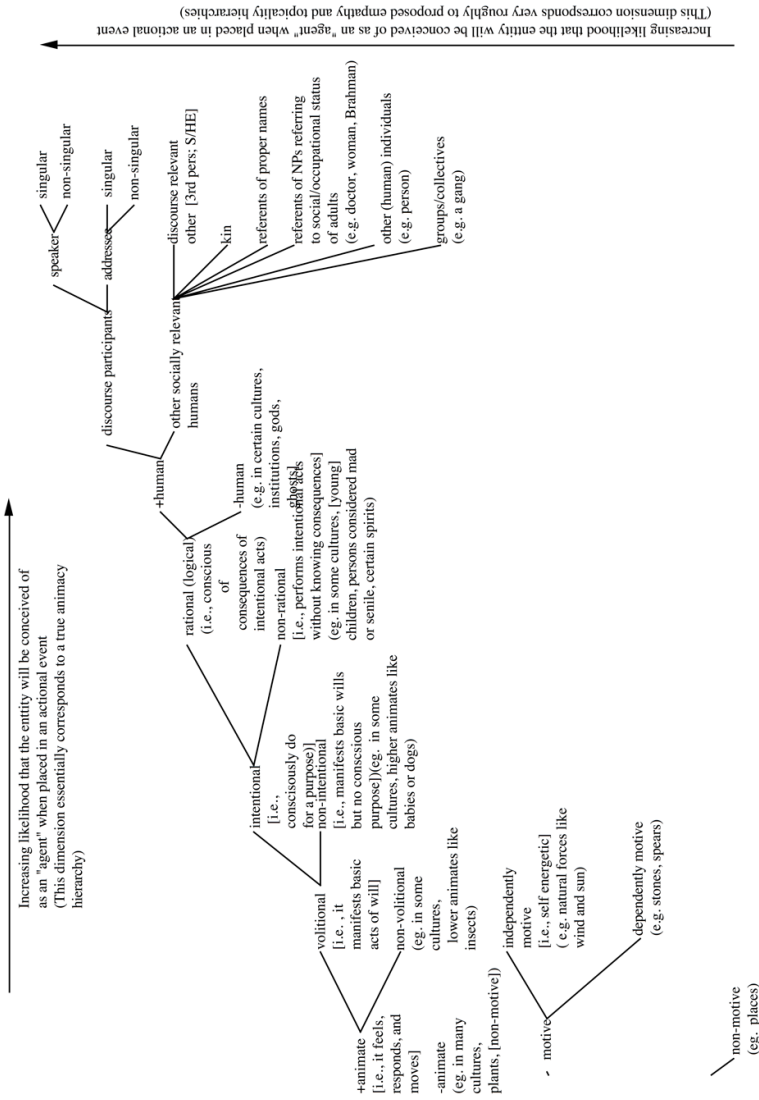 Increasing likelihood that the entity will be conceived of as an "agent" when placed in an actional event
(This dimension corresponds very roughly to proposed empathy and topicality hierarchies)
Increasing likelihood that the entity will be conceived of
as an "agent" when placed in an actional event
(This dimension essentially corresponds to a true animacy
hierarchy)
singular
speaker
non-singular
discourse participants
singular
addressee
non-singular
+human
discourse relevant
other [3rd pers; S/HE]
other socially relevant
humans
kin
referents of proper names
referents of NPs referring
to social/occupational status
of adults
(e.g. doctor, woman, Brahman)
other (human) individuals
(e.g. person)
groups/collectives
(e.g. a gang)
rational (logical)
(i.e., conscious
of
consequences of
intentional acts)
-human
(e.g. in certain cultures,
institutions, gods,
ghosts]
non-rational
[i.e., performs intentional acts
without knowing consequences]
(eg. in some cultures, [young]
children, persons considered mad
or senile, certain spirits)
intentional
[i.e.,
conscisously do
for a purpose)]
non-intentional
[i.e., manifests basic wills
but no conscsious
purpose])(eg. in some
cultures, higher animates like
babies or dogs)
volitional
[i.e. , it
manifests basic
acts of will]
non-volitional
(eg. in some
cultures,
lower animates like
insects)
+animate
[i.e., it feels,
responds, and
moves]
-animate
(eg. in many
cultures,
plants, [non-motive])
independently
motive
[i.e., self energetic]
( e.g. natural forces like
wind and sun)
- motive
dependently motive
(e.g. stones, spears)
non-motive
(eg. places)